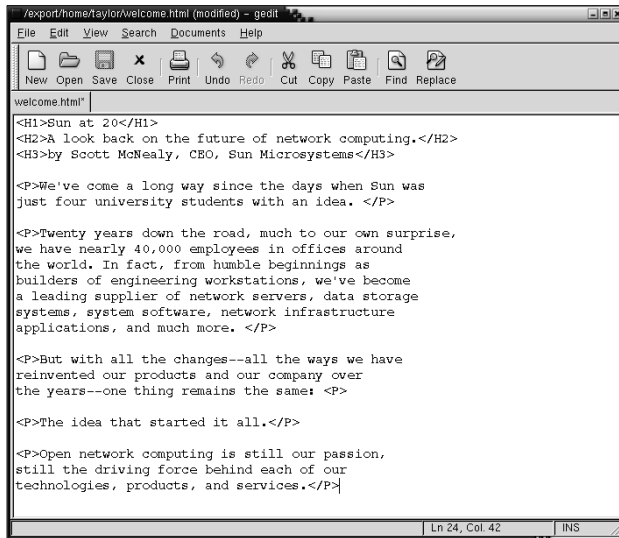 /export/home/taylor/welcome.html (modified) – gedit
File Edit View Search Documents Help
New Open Save Close Print Undo Redo Cut Copy Paste Find Replace
welcome.html*
<H1>Sun at 20</H1>
<H2>A look back on the future of network computing.</H2>
<H3>by Scott McNealy, CEO, Sun Microsystems</H3>
<P>We've come a long way since the days when Sun was
just four university students with an idea. </P>
<P>Twenty years down the road, much to our own surprise,
we have nearly 40,000 employees in offices around
the world. In fact, from humble beginnings as
builders of engineering workstations, we've become
a leading supplier of network servers, data storage
systems, system software, network infrastructure
applications, and much more. </P>
<P>But with all the changes--all the ways we have
reinvented our products and our company over
the years--one thing remains the same: <P>
<P>The idea that started it all.</P>
<P>Open network computing is still our passion,
still the driving force behind each of our
technologies, products, and services.</P>
Ln 24, Col. 42 INS